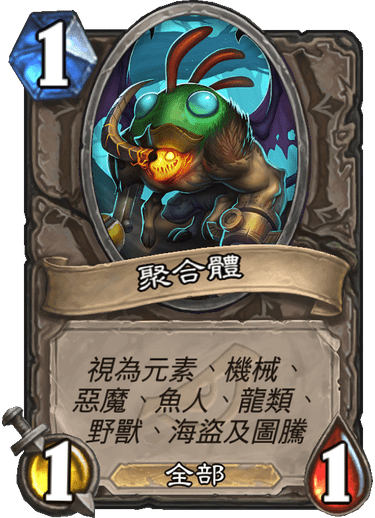 1
聚合體
視為元素、機械、
惡魔、魚人、龍類、
野獸、海盜及圖騰
全部
1
1